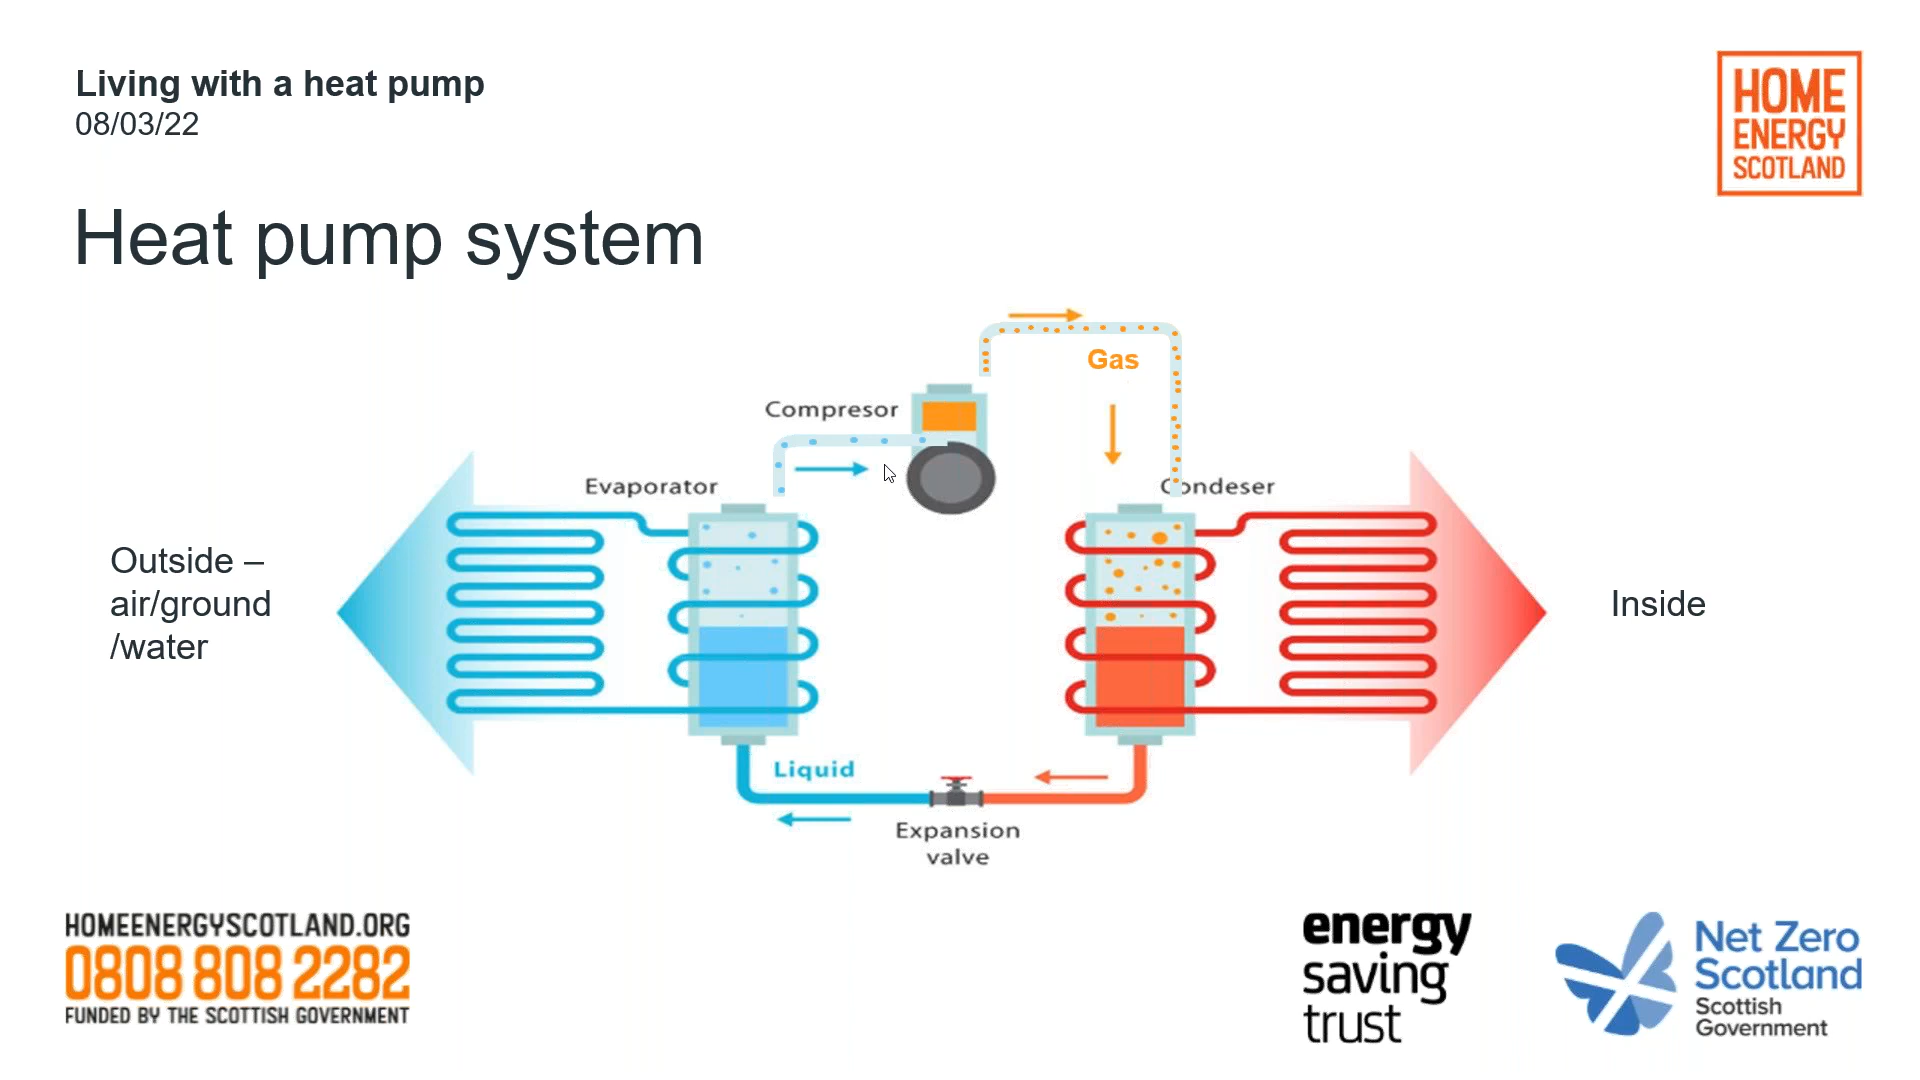 Living with a heat pump
08/03/22
HOME
ENERGY
SCOTLAND
Heat pump system
Gas
Compresor
Evaporator
Condeser
Outside –
air/ground
/water
Inside
Liquid
Expansion
valve
HOMEENERGYSCOTLAND.ORG
0808 808 2282
FUNDED BY THE SCOTTISH GOVERNMENT
energy
saving
trust
Net Zero
Scotland
Scottish
Government